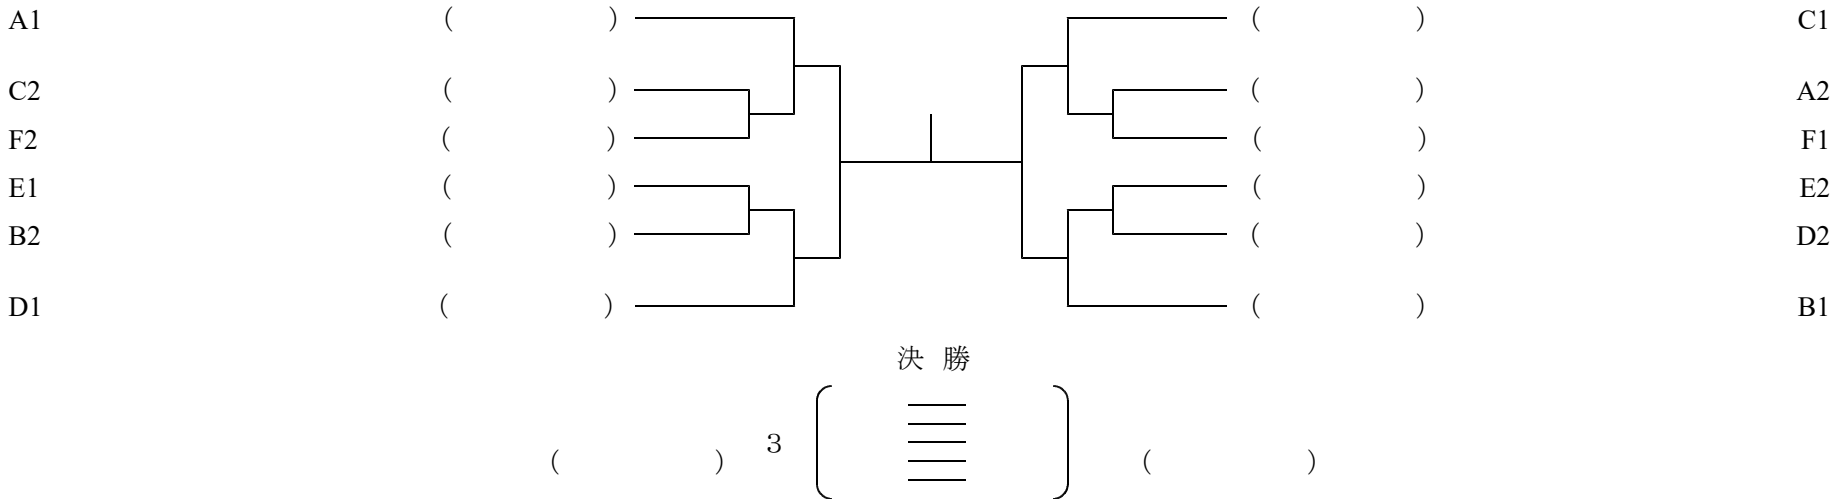 A1 （ ） （ ） C1
C2 （ ） （ ） A2
F2 （ ） （ ） F1
E1 （ ） （ ） E2
B2 （ ） （ ） D2
D1 （ ） （ ） B1
決 勝
3
（ ） （ ）